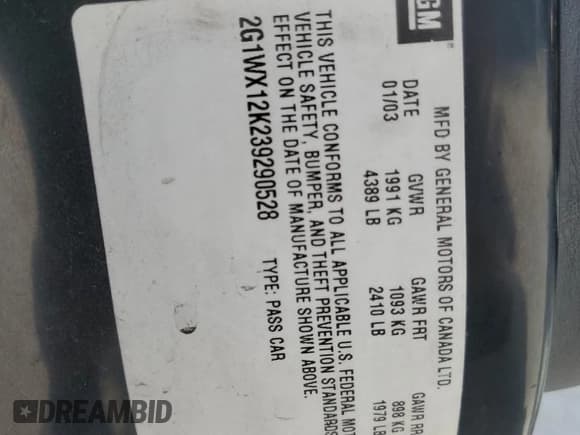 GM ®
MFD BY GENERAL MOTORS OF CANADA LTD.
DATE GVWR GAWR FRT GAWR RR
01/03 1991 KG 1093 KG 898 KG
4389 LB 2410 LB 1979 LB
THIS VEHICLE CONFORMS TO ALL APPLICABLE U.S. FEDERAL MOT
VEHICLE SAFETY, BUMPER, AND THEFT PREVENTION STANDARDS
EFFECT ON THE DATE OF MANUFACTURE SHOWN ABOVE.
2G1WX12K239290528 TYPE: PASS CAR
DREAMBID